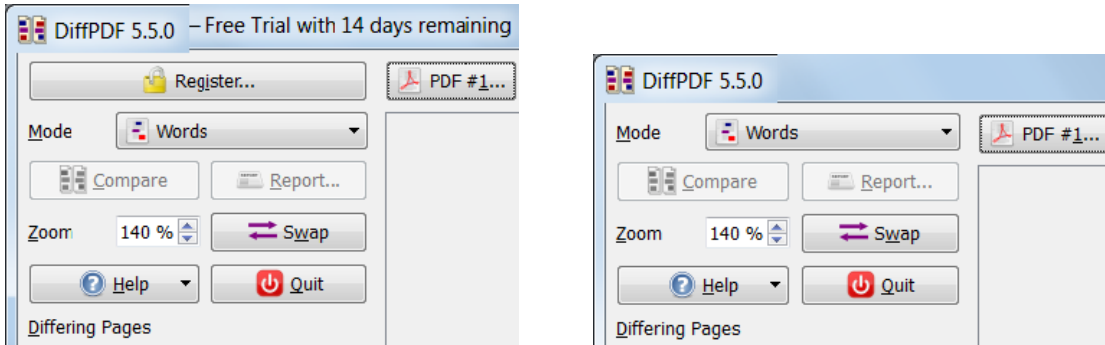 DiffPDF 5.5.0 – Free Trial with 14 days remaining
Register...
PDF #1...
Mode
Words
Compare
Report...
Zoom
140 %
Swap
Help
Quit
Differing Pages
DiffPDF 5.5.0
Mode
Words
PDF #1...
Compare
Report...
Zoom
140 %
Swap
Help
Quit
Differing Pages